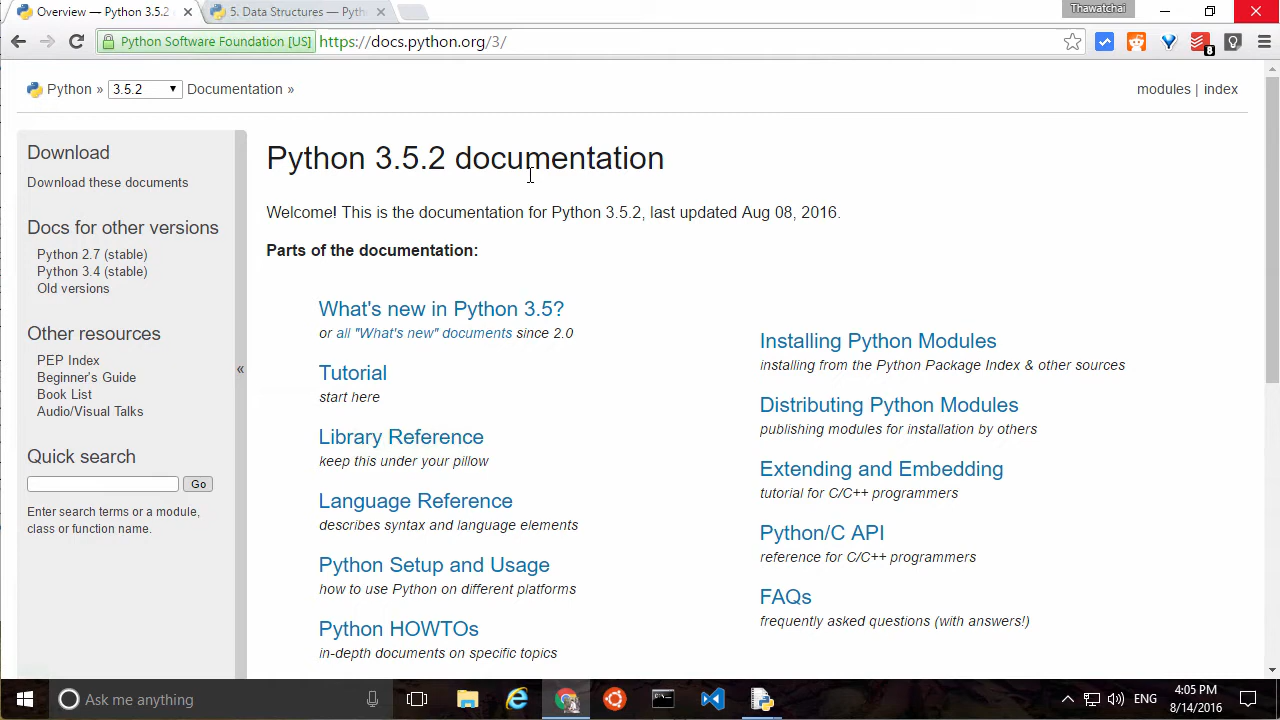 Overview — Python 3.5.2
5. Data Structures — Pyth
Thawatchai
Python Software Foundation [US]
https://docs.python.org/3/
8
Python »
3.5.2
Documentation »
modules | index
Download
Download these documents
Docs for other versions
Python 2.7 (stable)
Python 3.4 (stable)
Old versions
Other resources
PEP Index
Beginner's Guide
Book List
Audio/Visual Talks
Quick search
Go
Enter search terms or a module,
class or function name.
«
Python 3.5.2 documentation
Welcome! This is the documentation for Python 3.5.2, last updated Aug 08, 2016.
Parts of the documentation:
What's new in Python 3.5?
or all "What's new" documents since 2.0
Tutorial
start here
Library Reference
keep this under your pillow
Language Reference
describes syntax and language elements
Python Setup and Usage
how to use Python on different platforms
Python HOWTOs
in-depth documents on specific topics
Installing Python Modules
installing from the Python Package Index & other sources
Distributing Python Modules
publishing modules for installation by others
Extending and Embedding
tutorial for C/C++ programmers
Python/C API
reference for C/C++ programmers
FAQs
frequently asked questions (with answers!)
Ask me anything
ENG
4:05 PM
8/14/2016